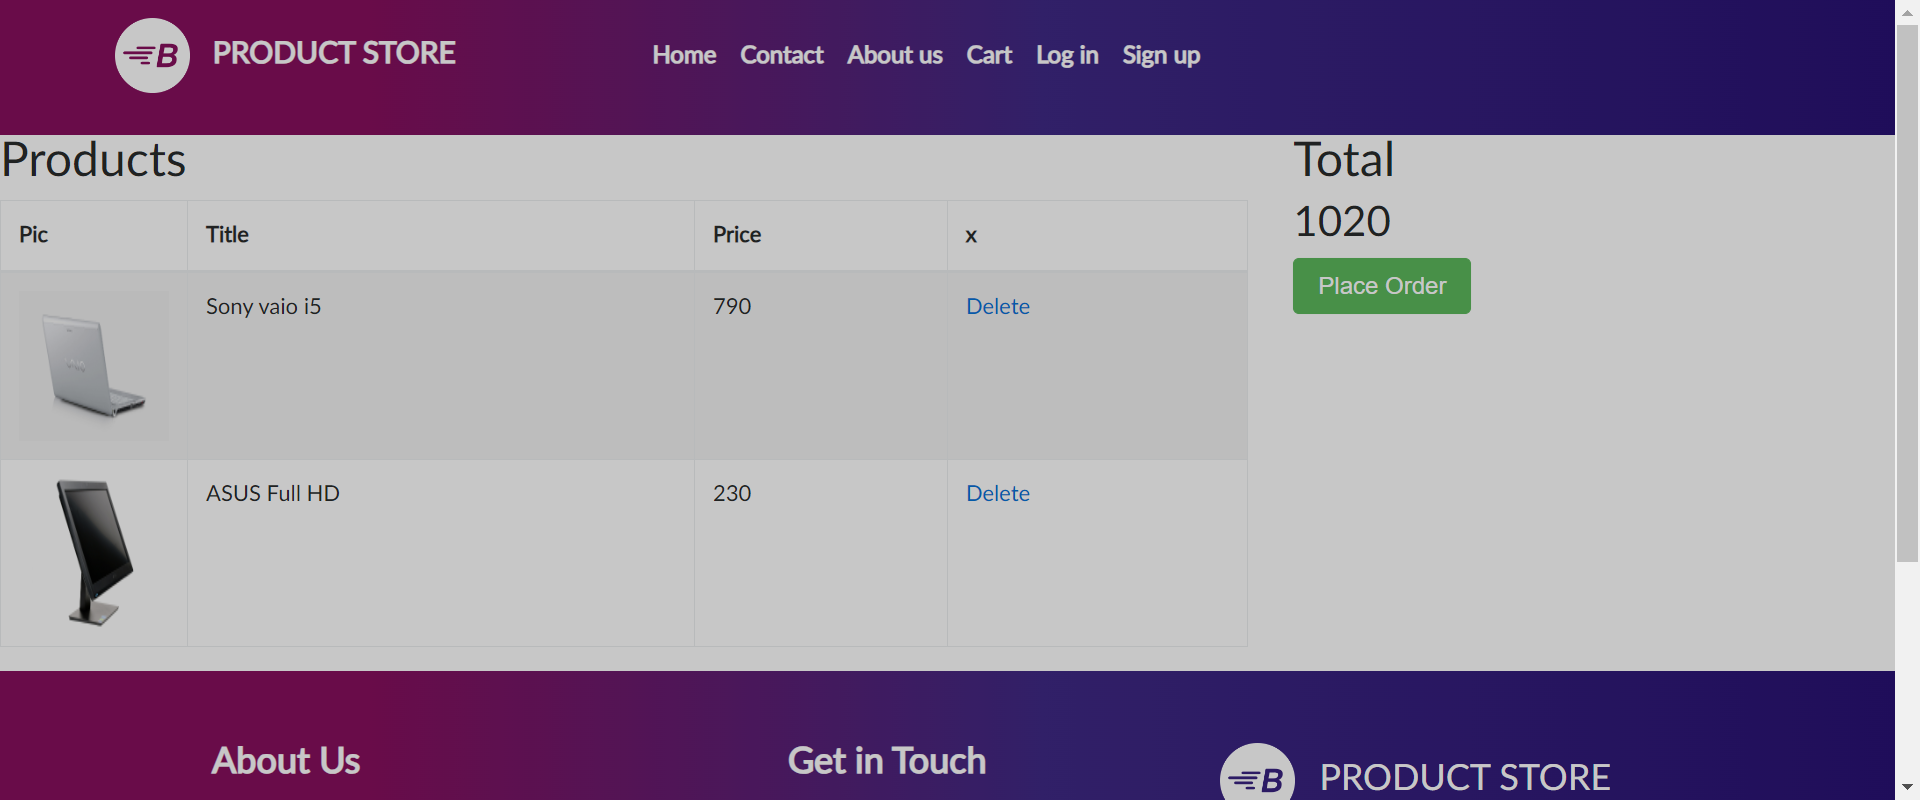 B PRODUCT STORE Home Contact About us Cart Log in Sign up
Products
Total
1020
Place Order
Pic Title Price x
Sony vaio i5 790 Delete
ASUS Full HD 230 Delete
About Us
Get in Touch
B PRODUCT STORE